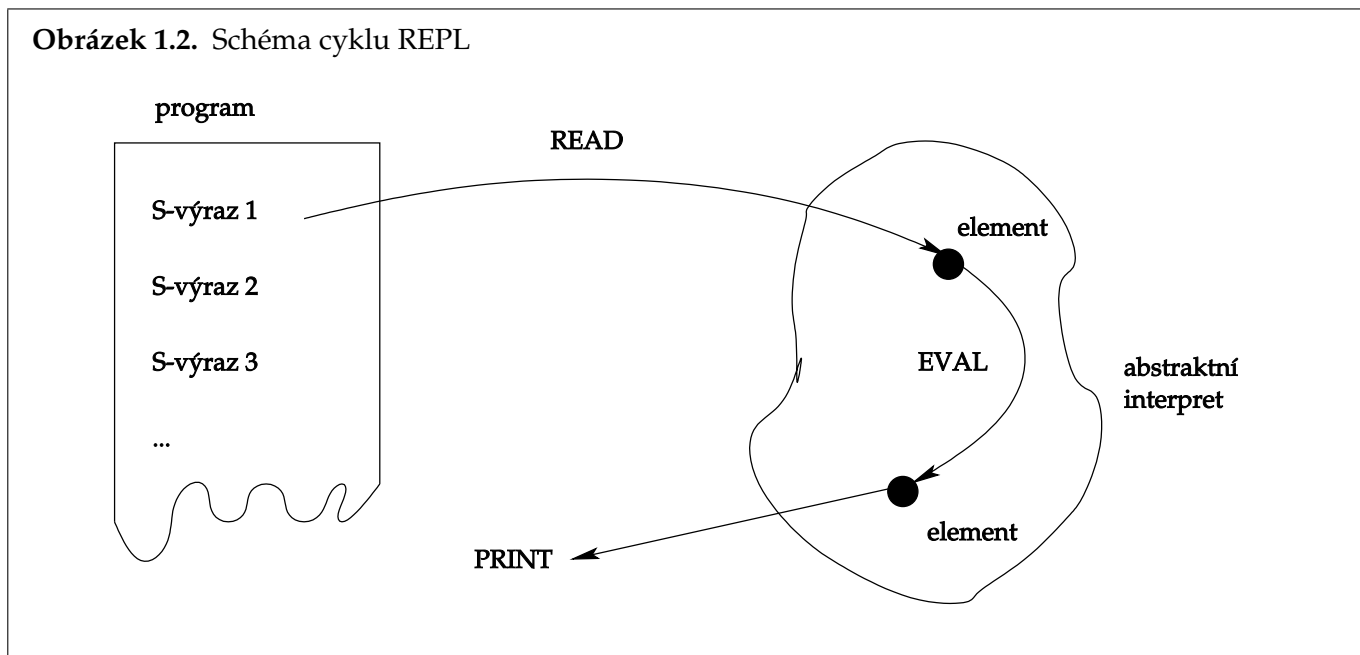 Obrázek 1.2. Schéma cyklu REPL
program
READ
S-výraz 1
element
S-výraz 2
S-výraz 3
EVAL
abstraktní
interpret
...
element
PRINT